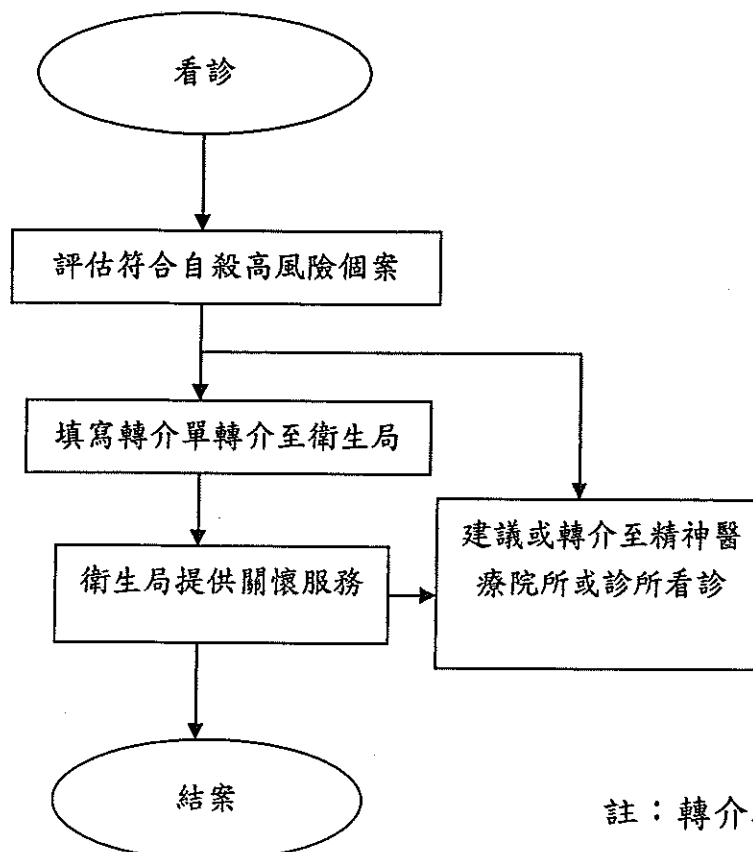 看診
評估符合自殺高風險個案
填寫轉介單轉介至衛生局
衛生局提供關懷服務
建議或轉介至精神醫
療院所或診所看診
結案
註：轉介